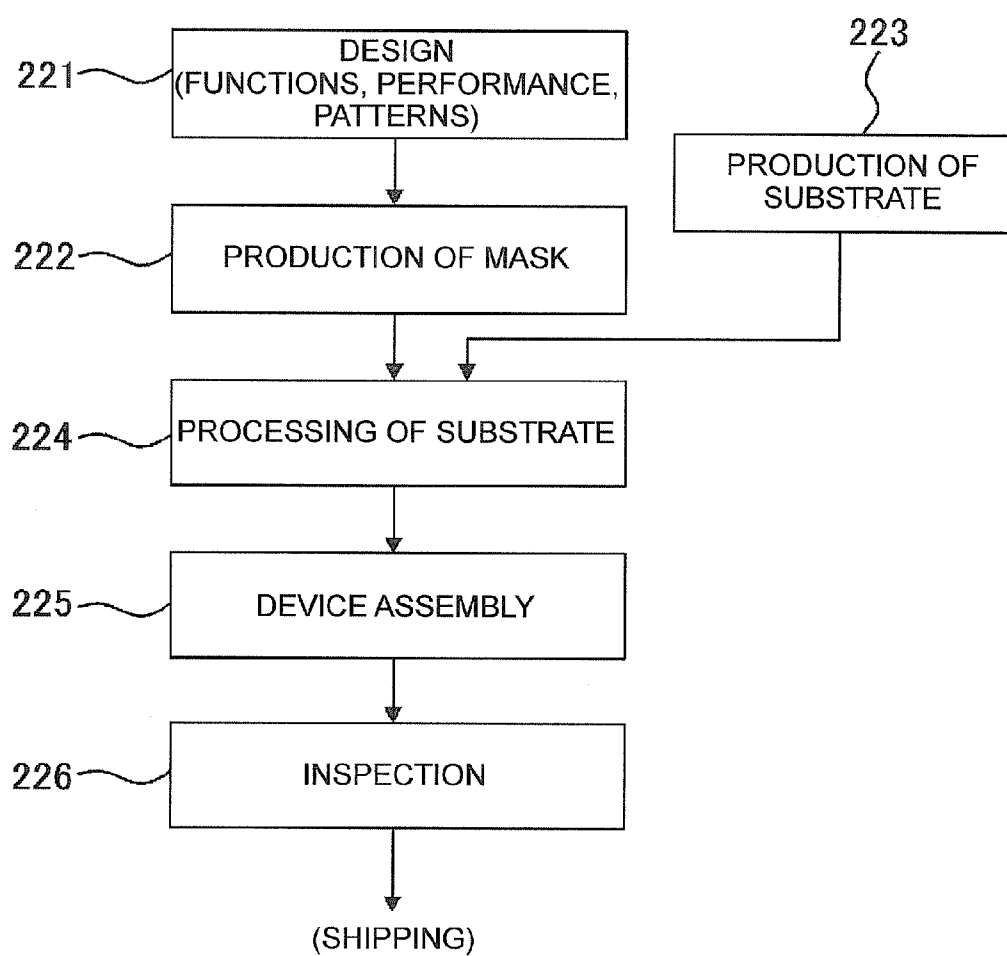 221
DESIGN
(FUNCTIONS, PERFORMANCE,
PATTERNS)
223
PRODUCTION OF
SUBSTRATE
222
PRODUCTION OF MASK
224
PROCESSING OF SUBSTRATE
225
DEVICE ASSEMBLY
226
INSPECTION
(SHIPPING)